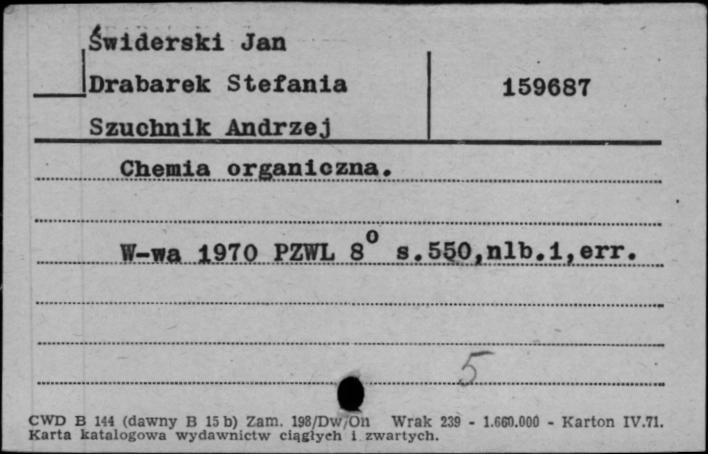 Świderski Jan
Drabarek Stefania
159687
Szuchnik Andrzej
Chemia organiczna.
W-wa 1970 PZWL 8° s.550,nlb.1,err.
5
CWD B 144 (dawny B 15 b) Zam. 198/Dw/On Wrak 239 - 1.660.000 - Karton IV.71.
Karta katalogowa wydawnictw ciągłych i zwartych.